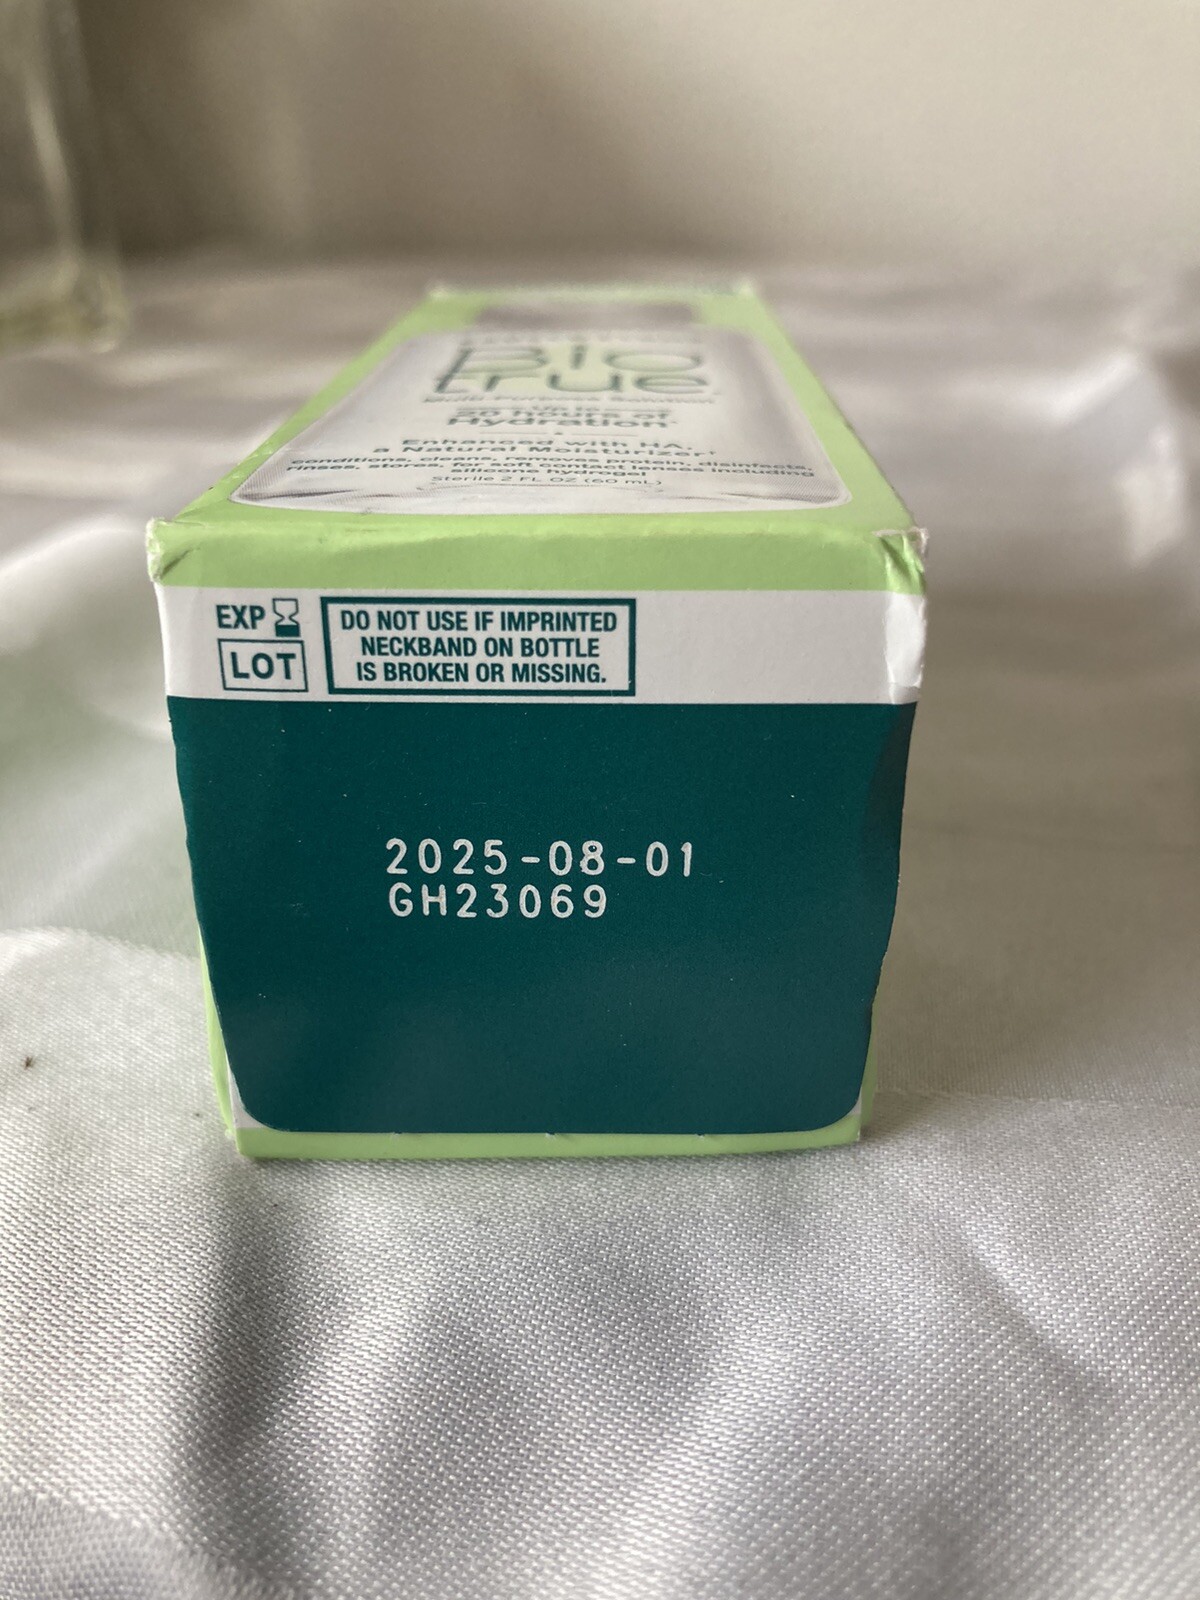 Bio
true
Multi-Purpose Solution
Up to
20 hours of
Hydration
Enhanced with HA,
a Natural Moisturizer†
conditions, cleans, removes protein, disinfects,
rinses, stores, for soft contact lenses including
silicone hydrogel
Sterile 2 FL OZ (60 mL)
EXP
LOT
DO NOT USE IF IMPRINTED
NECKBAND ON BOTTLE
IS BROKEN OR MISSING.
2025-08-01
GH23069